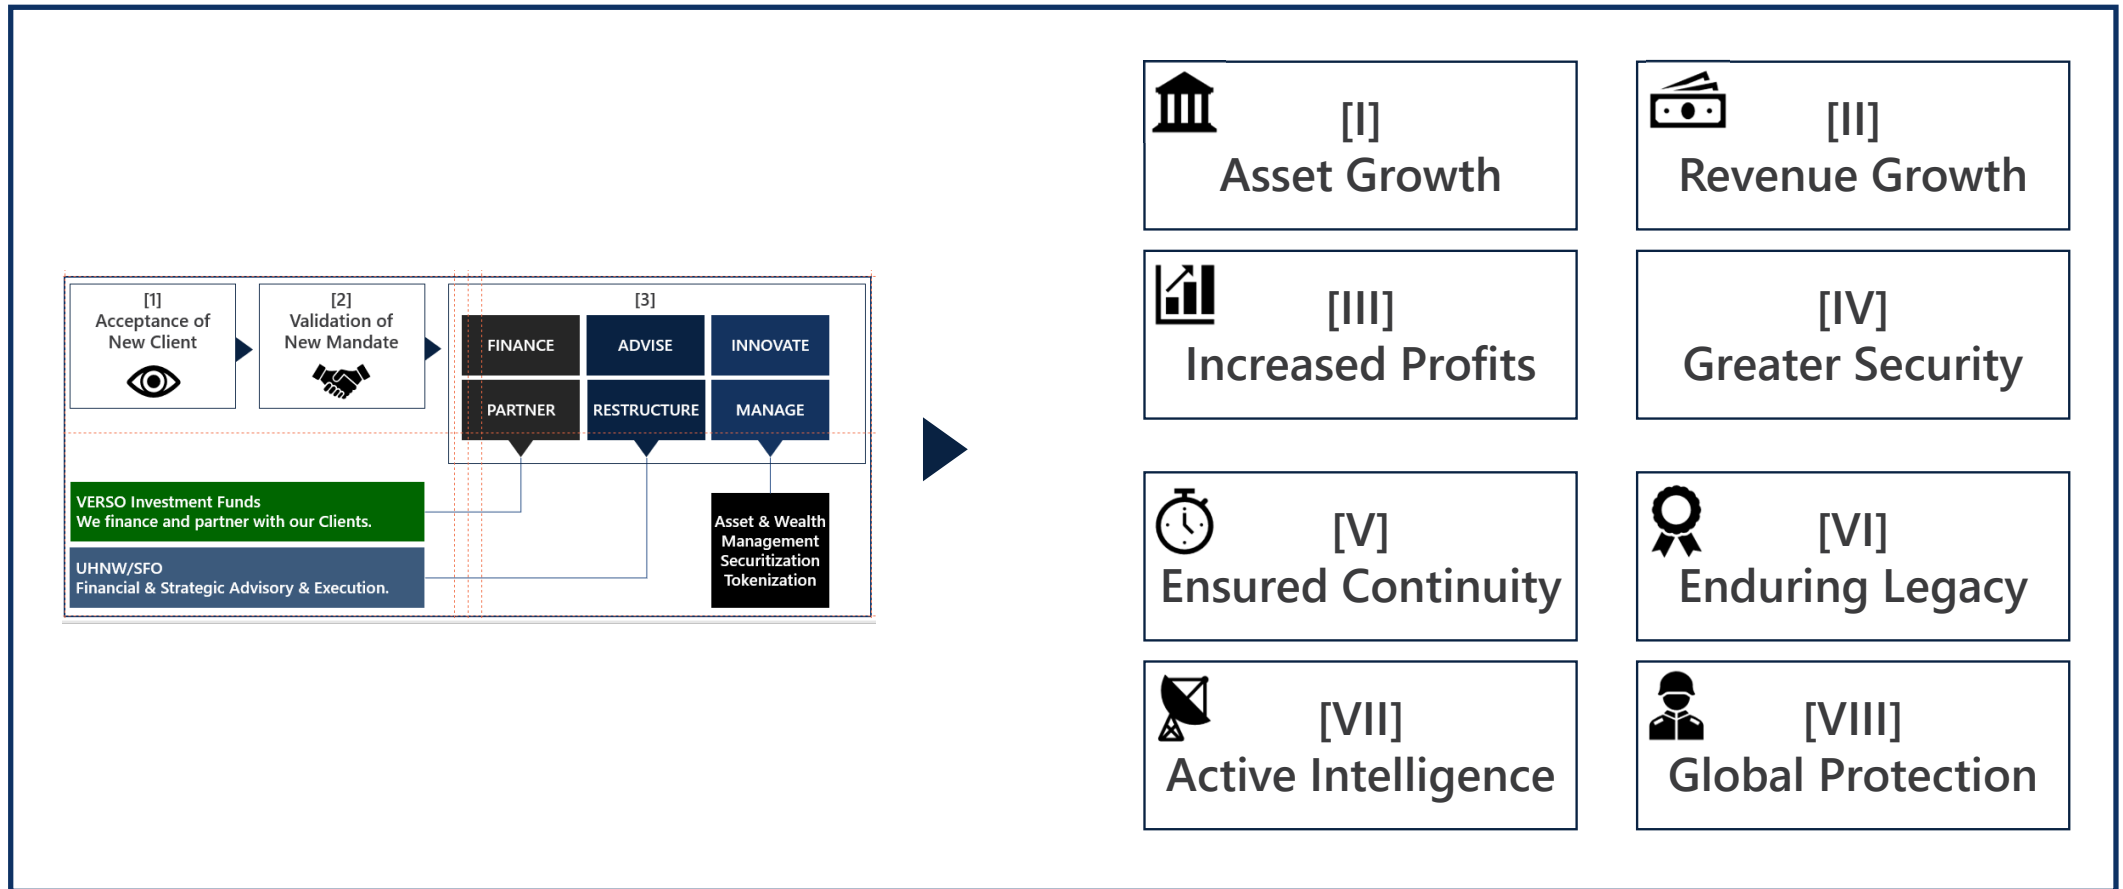 [1]
Acceptance of
New Client
[2]
Validation of
New Mandate
[3]
FINANCE
ADVISE
INNOVATE
PARTNER
RESTRUCTURE
MANAGE
VERSO Investment Funds
We finance and partner with our Clients.
UHNW/SFO
Financial & Strategic Advisory & Execution.
Asset & Wealth
Management
Securitization
Tokenization
[I]
Asset Growth
[II]
Revenue Growth
[III]
Increased Profits
[IV]
Greater Security
[V]
Ensured Continuity
[VI]
Enduring Legacy
[VII]
Active Intelligence
[VIII]
Global Protection